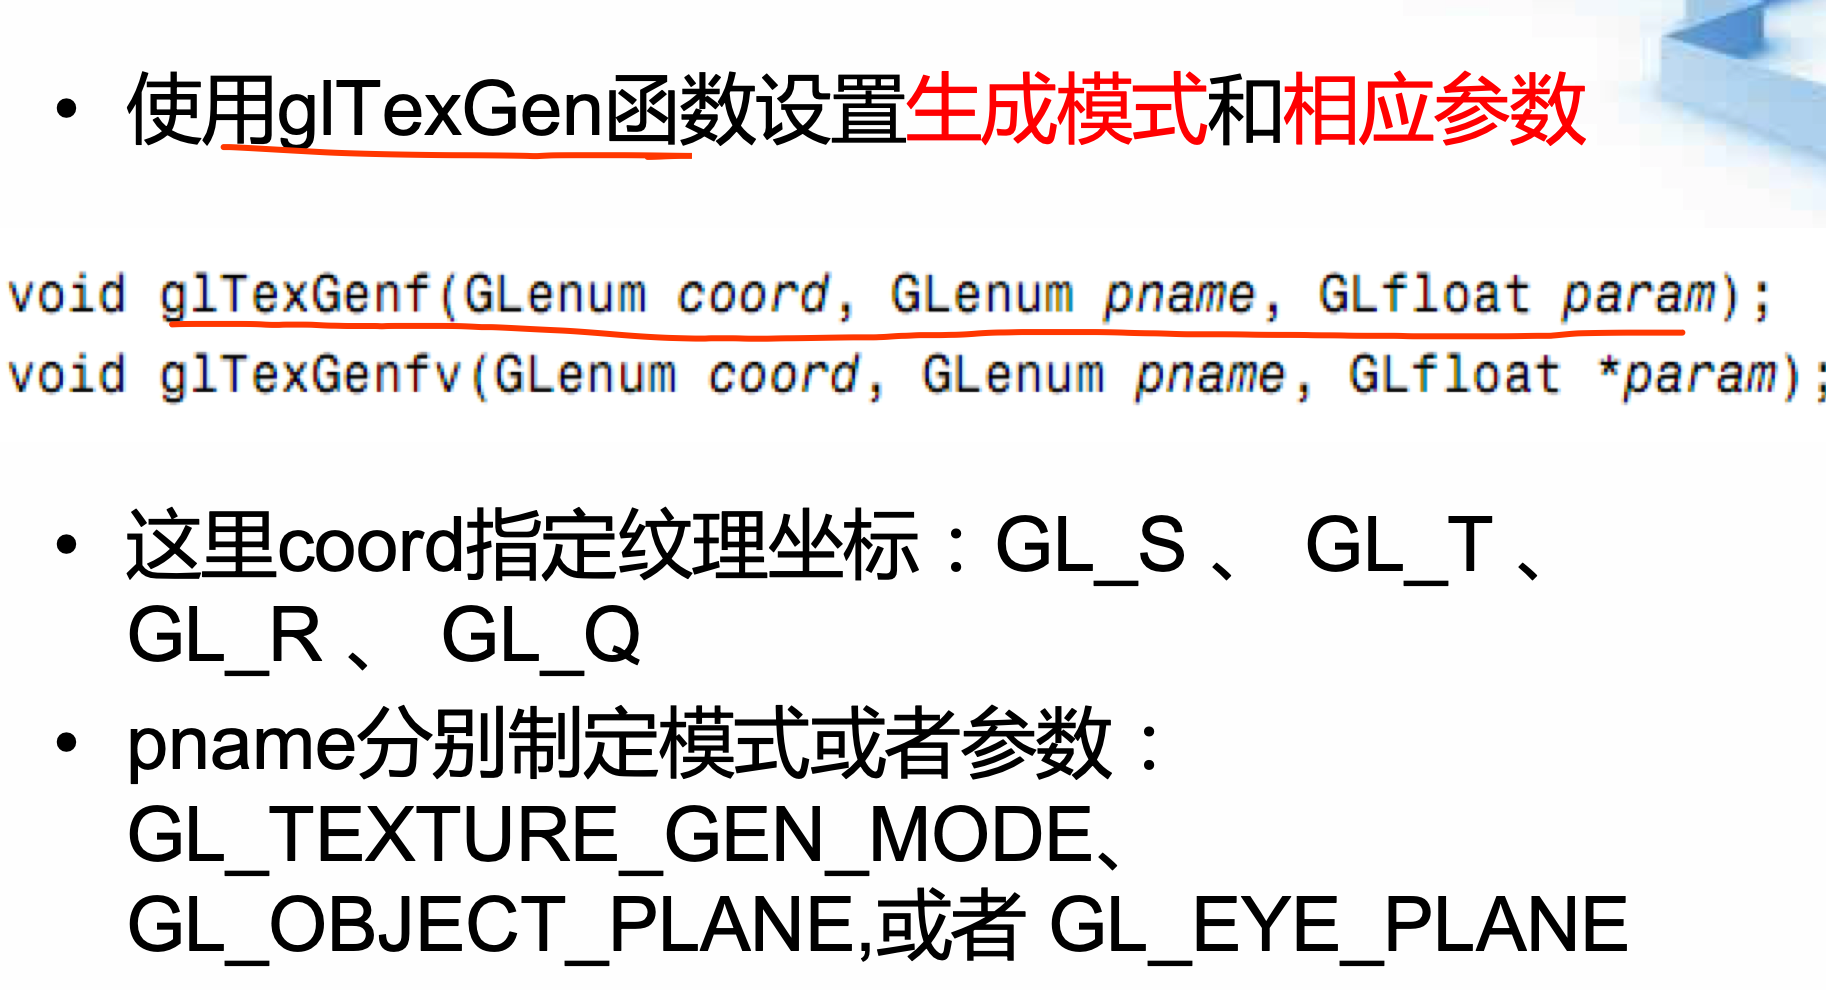 • 使用glTexGen函数设置生成模式和相应参数
void glTexGenf(GLenum coord, GLenum pname, GLfloat param);
void glTexGenfv(GLenum coord, GLenum pname, GLfloat *param);
• 这里coord指定纹理坐标：GL_S 、 GL_T 、
GL_R 、 GL_Q
• pname分别制定模式或者参数：
GL_TEXTURE_GEN_MODE、
GL_OBJECT_PLANE,或者 GL_EYE_PLANE